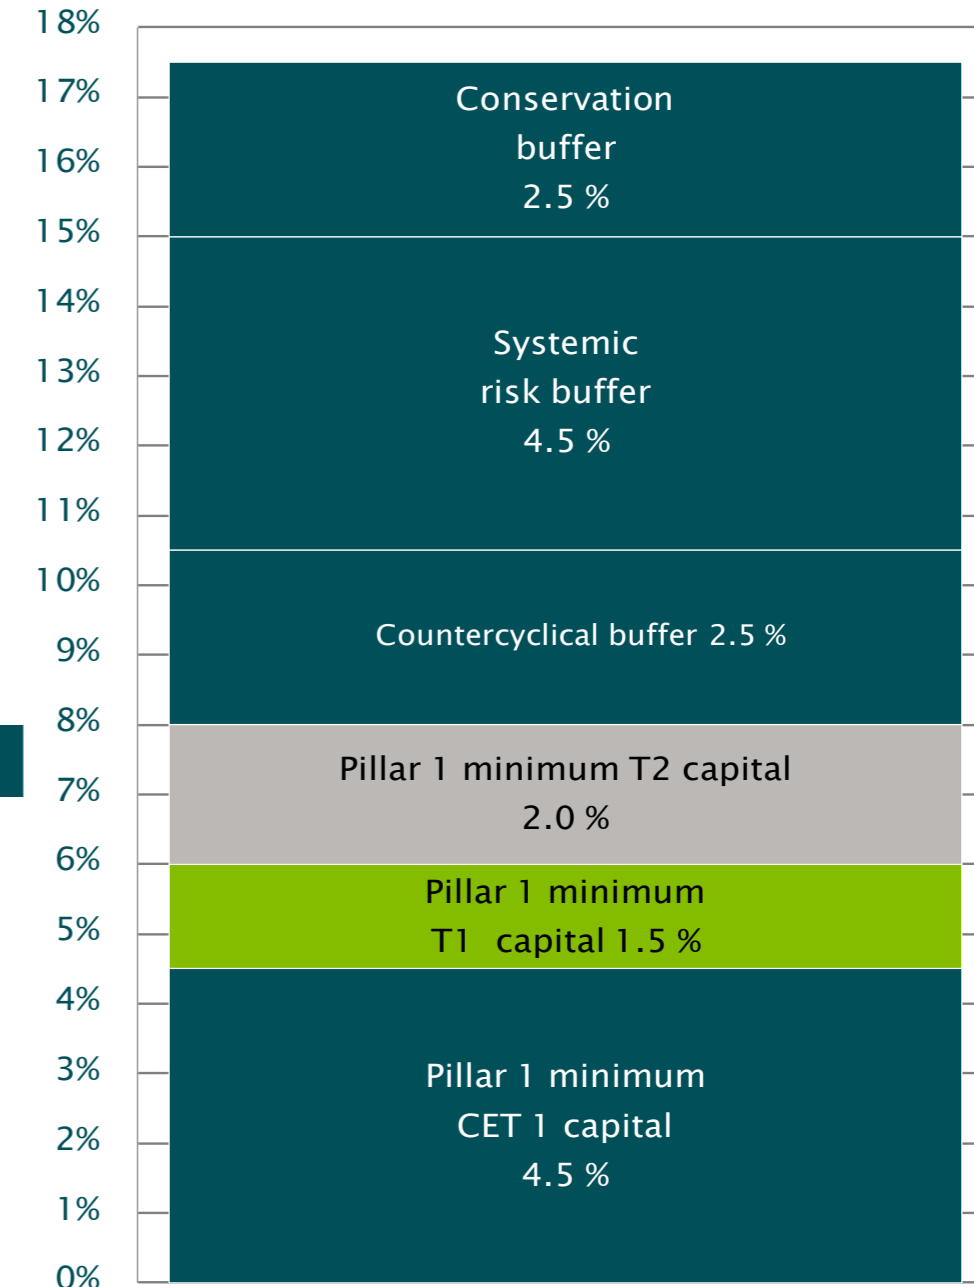 18%
17%
16%
15%
14%
13%
12%
11%
10%
9%
8%
7%
6%
5%
4%
3%
2%
1%
0%
Conservation
buffer
2.5 %
Systemic
risk buffer
4.5 %
Countercyclical buffer 2.5 %
Pillar 1 minimum T2 capital
2.0 %
Pillar 1 minimum
T1 capital 1.5 %
Pillar 1 minimum
CET 1 capital
4.5 %